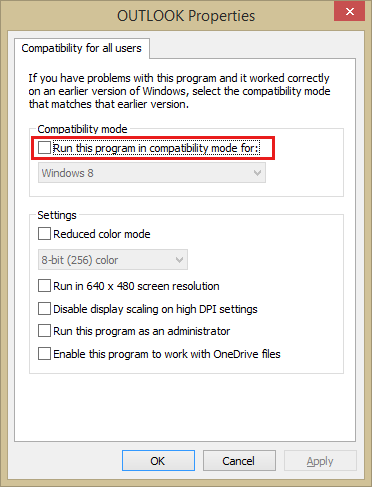 OUTLOOK Properties
Compatibility for all users
If you have problems with this program and it worked correctly
on an earlier version of Windows, select the compatibility mode
that matches that earlier version.
Compatibility mode
Run this program in compatibility mode for:
Windows 8
Settings
Reduced color mode
8-bit (256) color
Run in 640 x 480 screen resolution
Disable display scaling on high DPI settings
Run this program as an administrator
Enable this program to work with OneDrive files
OK Cancel Apply